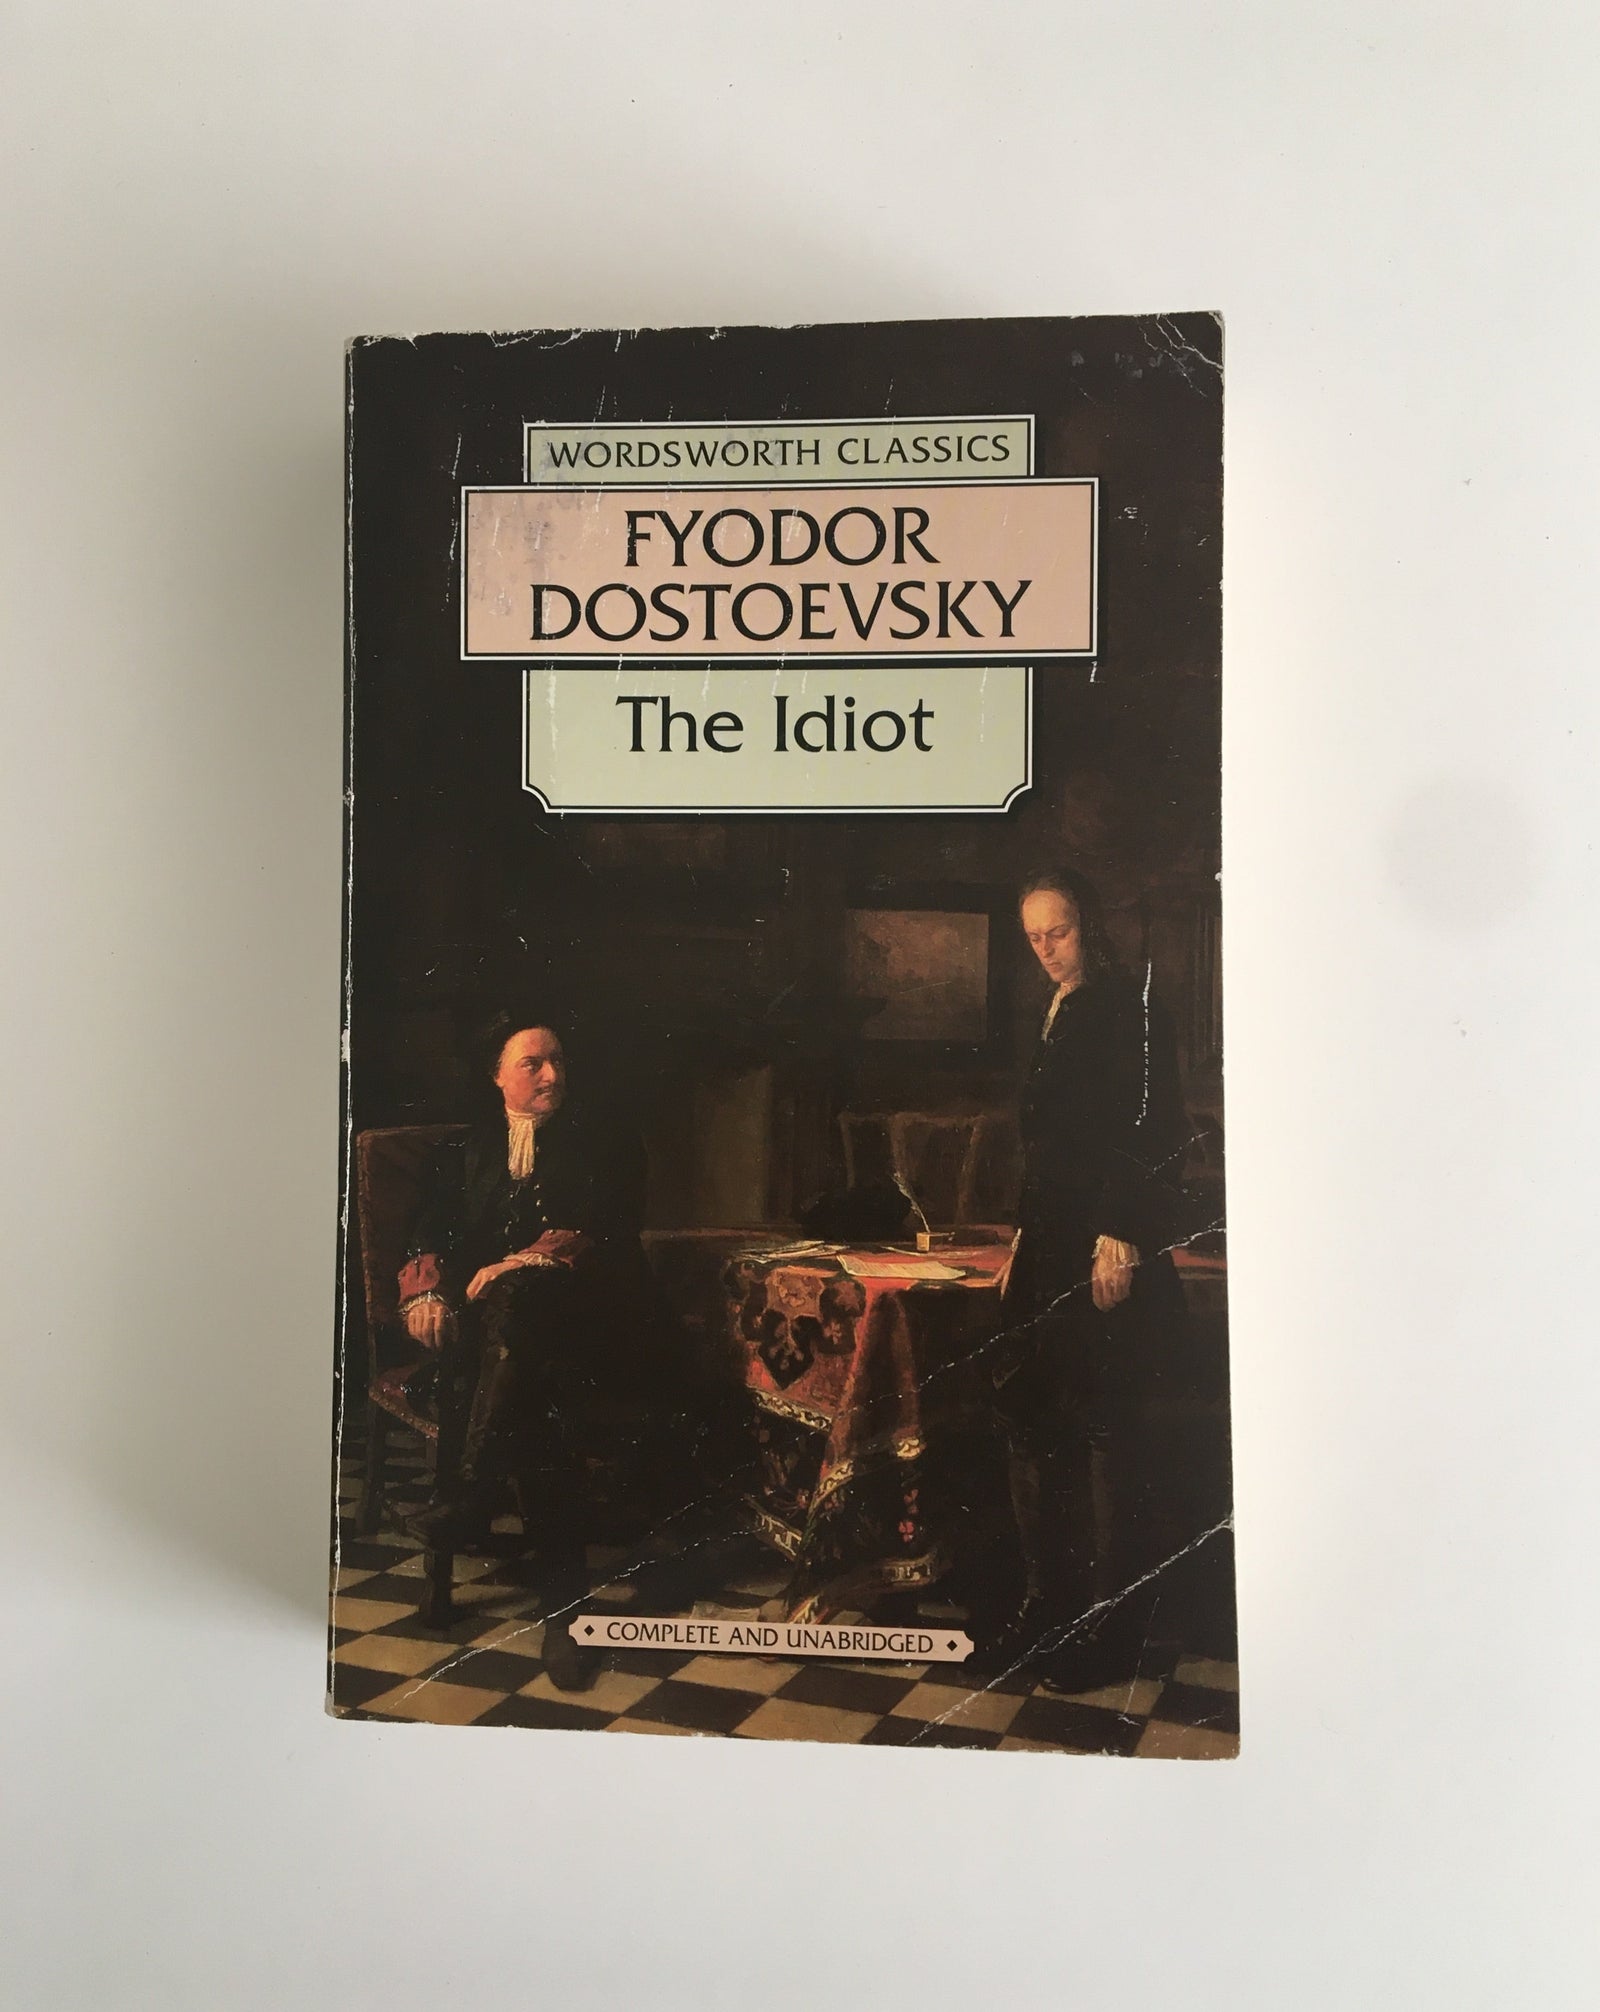 WORDSWORTH CLASSICS
FYODOR
DOSTOEVSKY
The Idiot
COMPLETE AND UNABRIDGED